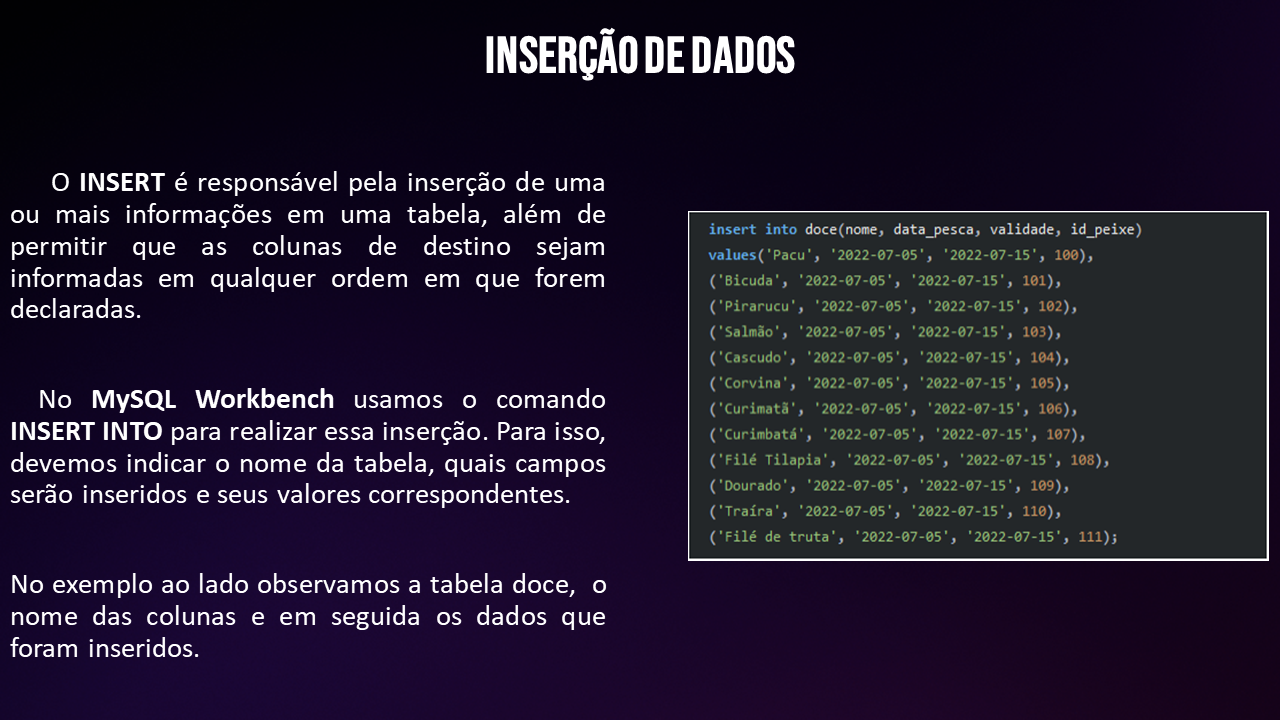 INSERÇÃO DE DADOS
O INSERT é responsável pela inserção de uma
ou mais informações em uma tabela, além de
permitir que as colunas de destino sejam
informadas em qualquer ordem em que forem
declaradas.
No MySQL Workbench usamos o comando
INSERT INTO para realizar essa inserção. Para isso,
devemos indicar o nome da tabela, quais campos
serão inseridos e seus valores correspondentes.
No exemplo ao lado observamos a tabela doce, o
nome das colunas e em seguida os dados que
foram inseridos.
insert into doce(nome, data_pesca, validade, id_peixe)
values('Pacu', '2022-07-05', '2022-07-15', 100),
('Bicuda', '2022-07-05', '2022-07-15', 101),
('Pirarucu', '2022-07-05', '2022-07-15', 102),
('Salmão', '2022-07-05', '2022-07-15', 103),
('Cascudo', '2022-07-05', '2022-07-15', 104),
('Corvina', '2022-07-05', '2022-07-15', 105),
('Curimatã', '2022-07-05', '2022-07-15', 106),
('Curimbatá', '2022-07-05', '2022-07-15', 107),
('Filé Tilapia', '2022-07-05', '2022-07-15', 108),
('Dourado', '2022-07-05', '2022-07-15', 109),
('Traíra', '2022-07-05', '2022-07-15', 110),
('Filé de truta', '2022-07-05', '2022-07-15', 111);